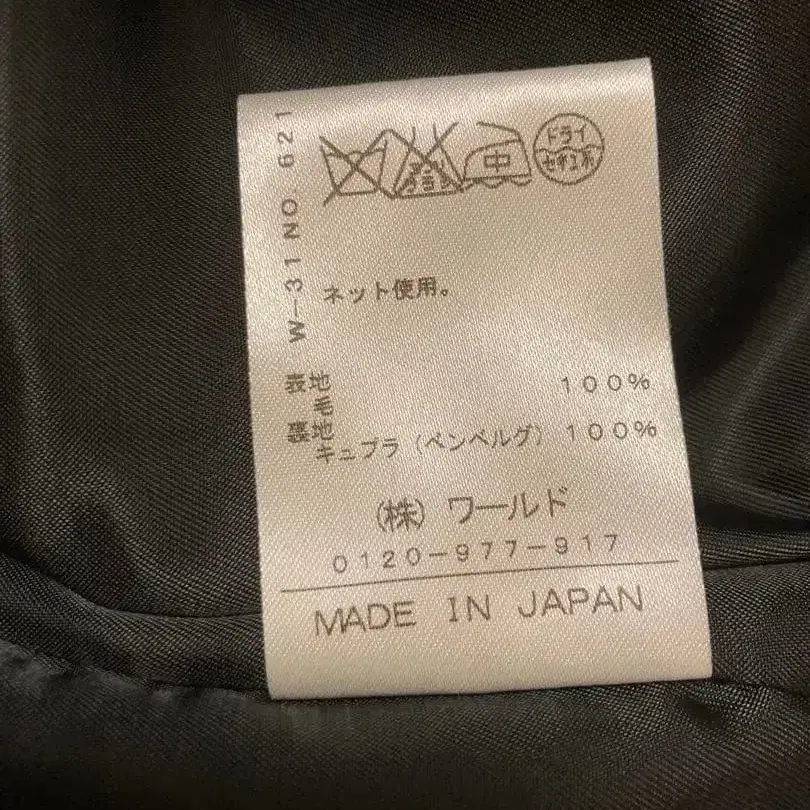 ドライ
セキユ系
中
W-31 NO. 621
ネット使用。
表地
毛 100%
裏地
キュプラ（ベンベルグ） 100%
(株) ワールド
0120-977-917
MADE IN JAPAN